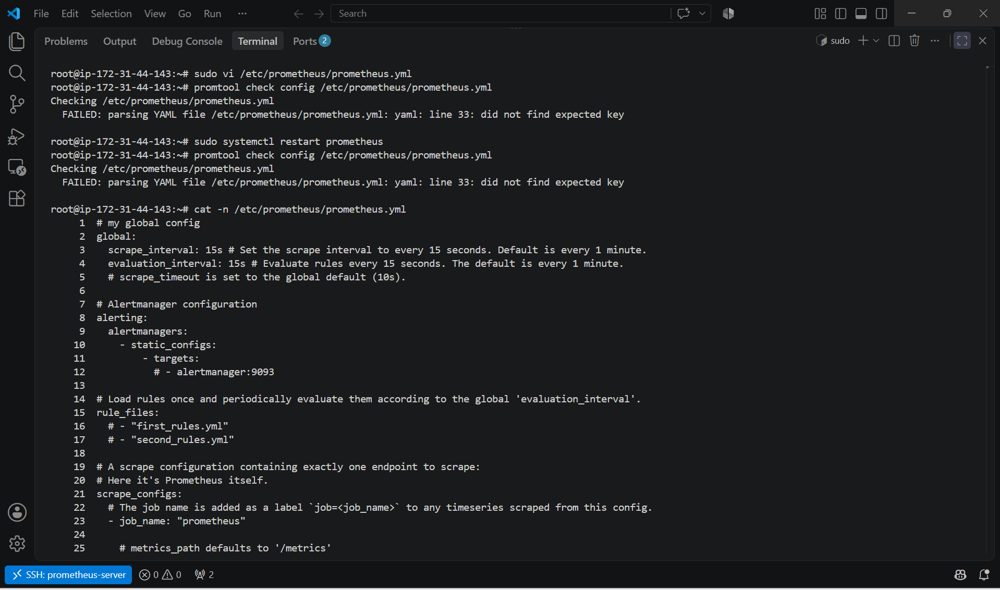 File Edit Selection View Go Run ··· Search
Problems Output Debug Console Terminal Ports 2 sudo
root@ip-172-31-44-143:~# sudo vi /etc/prometheus/prometheus.yml
root@ip-172-31-44-143:~# promtool check config /etc/prometheus/prometheus.yml
Checking /etc/prometheus/prometheus.yml
  FAILED: parsing YAML file /etc/prometheus/prometheus.yml: yaml: line 33: did not find expected key
root@ip-172-31-44-143:~# sudo systemctl restart prometheus
root@ip-172-31-44-143:~# promtool check config /etc/prometheus/prometheus.yml
Checking /etc/prometheus/prometheus.yml
  FAILED: parsing YAML file /etc/prometheus/prometheus.yml: yaml: line 33: did not find expected key
root@ip-172-31-44-143:~# cat -n /etc/prometheus/prometheus.yml
     1  # my global config
     2  global:
     3    scrape_interval: 15s # Set the scrape interval to every 15 seconds. Default is every 1 minute.
     4    evaluation_interval: 15s # Evaluate rules every 15 seconds. The default is every 1 minute.
     5    # scrape_timeout is set to the global default (10s).
     6
     7  # Alertmanager configuration
     8  alerting:
     9    alertmanagers:
    10      - static_configs:
    11          - targets:
    12            # - alertmanager:9093
    13
    14  # Load rules once and periodically evaluate them according to the global 'evaluation_interval'.
    15  rule_files:
    16    # - "first_rules.yml"
    17    # - "second_rules.yml"
    18
    19  # A scrape configuration containing exactly one endpoint to scrape:
    20  # Here it's Prometheus itself.
    21  scrape_configs:
    22    # The job name is added as a label `job=<job_name>` to any timeseries scraped from this config.
    23    - job_name: "prometheus"
    24
    25      # metrics_path defaults to '/metrics'
SSH: prometheus-server 0 0 2